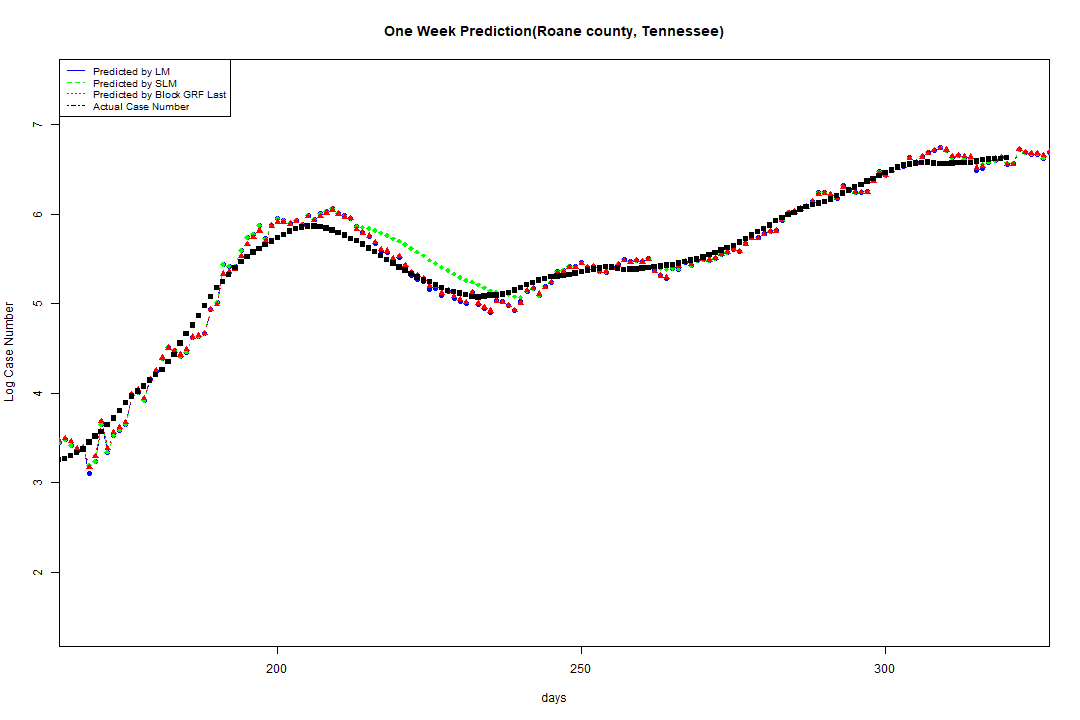 One Week Prediction(Roane county, Tennessee)
Predicted by LM
Predicted by SLM
Predicted by Block GRF Last
Actual Case Number
7
6
5
4
3
2
Log Case Number
200 250 300
days